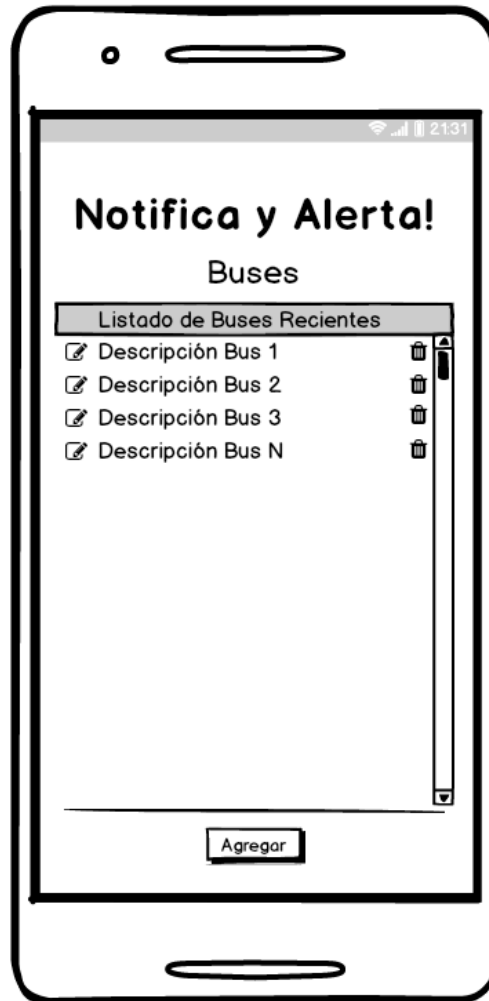 21:31
Notifica y Alerta!
Buses
Listado de Buses Recientes
Descripción Bus 1
Descripción Bus 2
Descripción Bus 3
Descripción Bus N
Agregar